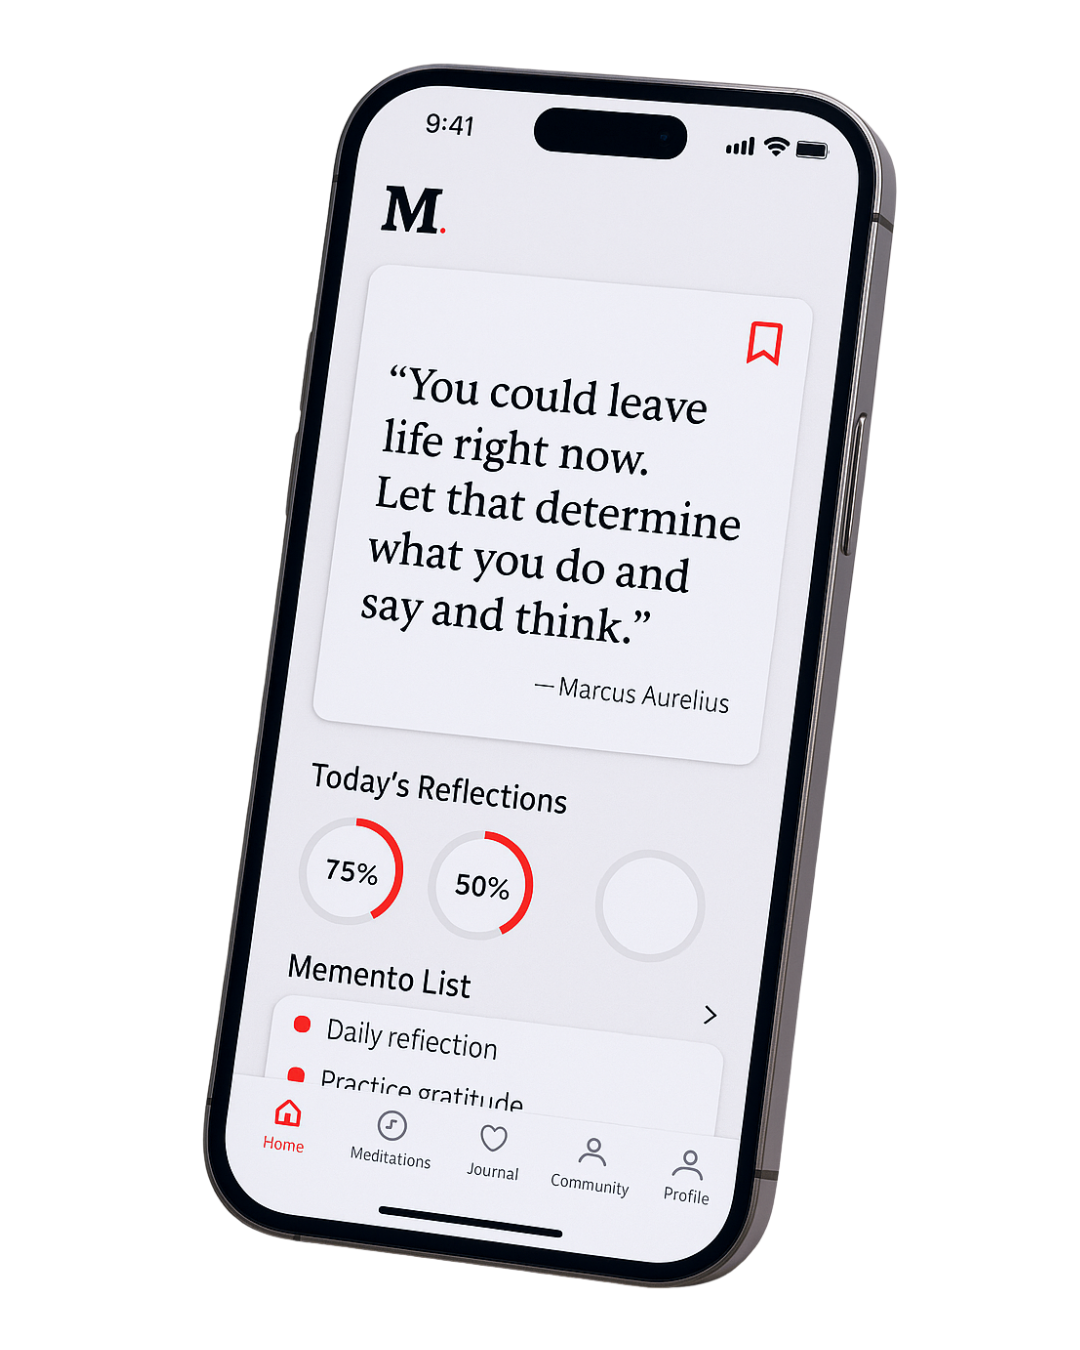 9:41
M.
“You could leave
life right now.
Let that determine
what you do and
say and think.”
— Marcus Aurelius
Today’s Reflections
75%
50%
Memento List
Daily refiection
Practice gratitude
Home
Meditations
Journal
Community
Profile